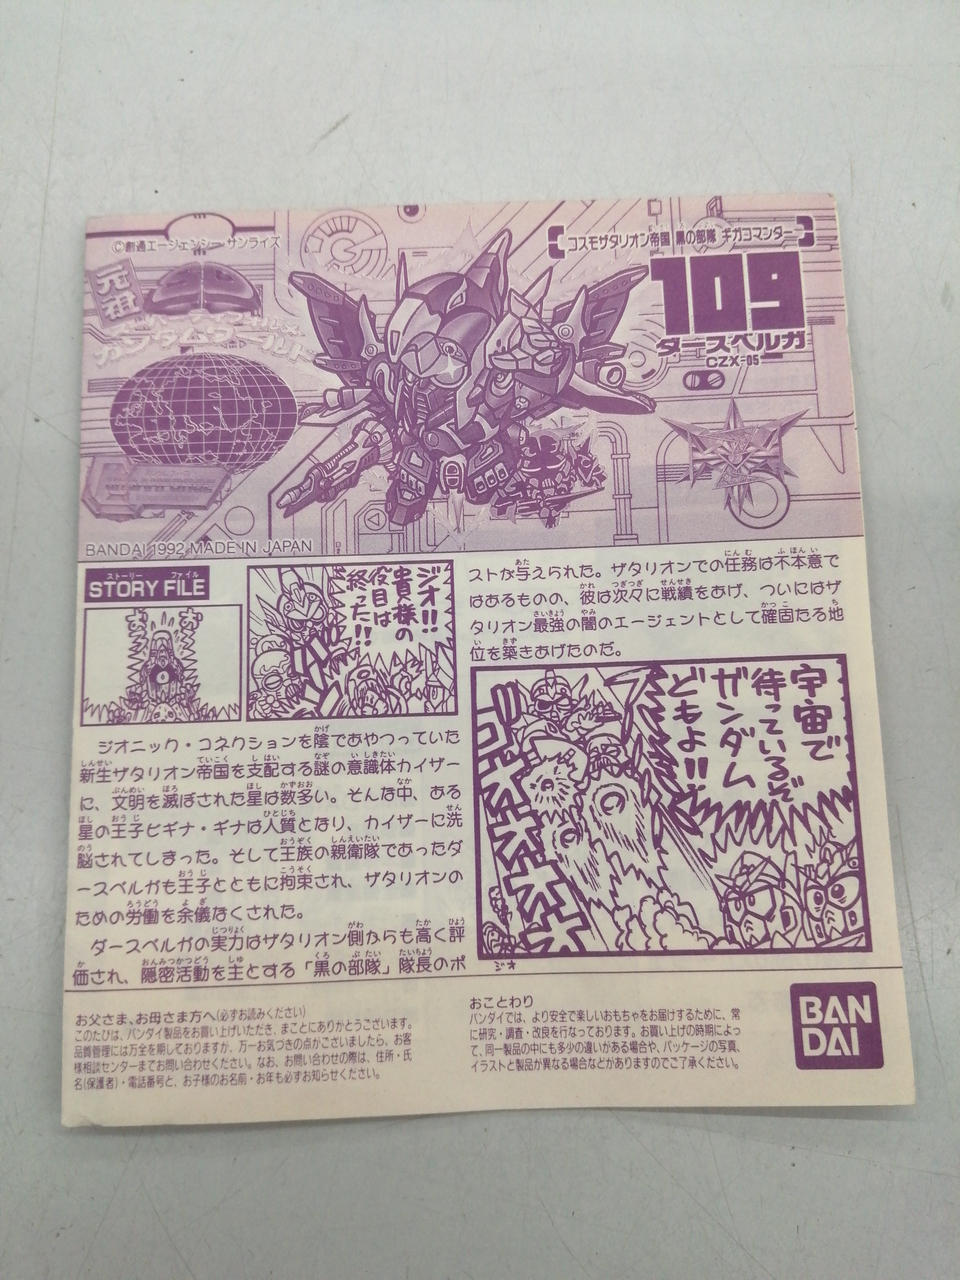 ©創通エージェンシー・サンライズ
【コスモザタリオン帝国 黒の部隊 ギガコマンダー】
元祖
109
ダースベルガ
CZX-05
ガンダムワールド
BANDAI 1992 MADE IN JAPAN
STORY FILE
ストーリー ファイル
ジオ!!
貴様の
役目は
終った!!
ジオニック・コネクションを陰であやつっていた
新生ザタリオン帝国を支配する謎の意識体カイザー
に、文明を滅ぼされた星は数多い。そんな中、ある
星の王子ビギナ・ギナは人質となり、カイザーに洗
脳されてしまった。そして王族の親衛隊であったダ
ースベルガも王子とともに拘束され、ザタリオンの
ための労働を余儀なくされた。
ダースベルガの実力はザタリオン側からも高く評
価され、隠密活動を主とする「黒の部隊」隊長のポ
ストが与えられた。ザタリオンでの任務は不本意で
はあるものの、彼は次々に戦績をあげ、ついにはザ
タリオン最強の闇のエージェントとして確固たる地
位を築きあげたのだ。
宇宙で
待っているぞ
ガンダム
どもよ!!
ジオ
お父さま、お母さま方へ(必ずお読みください)
このたびは、バンダイ製品をお買い上げいただき、まことにありがとうございます。
品質管理には万全を期しておりますが、万一お気づきの点がございましたら、お客
様相談センターまでお問い合わせください。なお、お問い合わせの際は、住所・氏
名(保護者)・電話番号と、お子様のお名前・お年も必ずお知らせください。
おことわり
バンダイでは、より安全で楽しいおもちゃをお届けするために、常
に研究・調査・改良を行なっております。お買い上げの時期によっ
て、同一製品の中にも多少の違いがある場合や、パッケージの写真、
イラストと製品が異なる場合などがありますのでご了承ください。
BAN
DAI